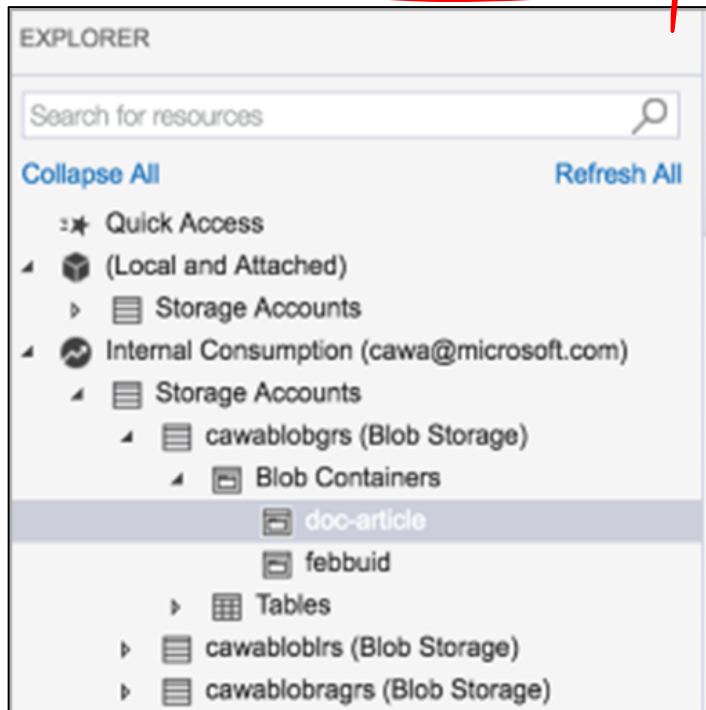 EXPLORER
Search for resources
Collapse All Refresh All
Quick Access
(Local and Attached)
Storage Accounts
Internal Consumption (cawa@microsoft.com)
Storage Accounts
cawablobgrs (Blob Storage)
Blob Containers
doc-article
febbuid
Tables
cawabloblrs (Blob Storage)
cawablobragrs (Blob Storage)